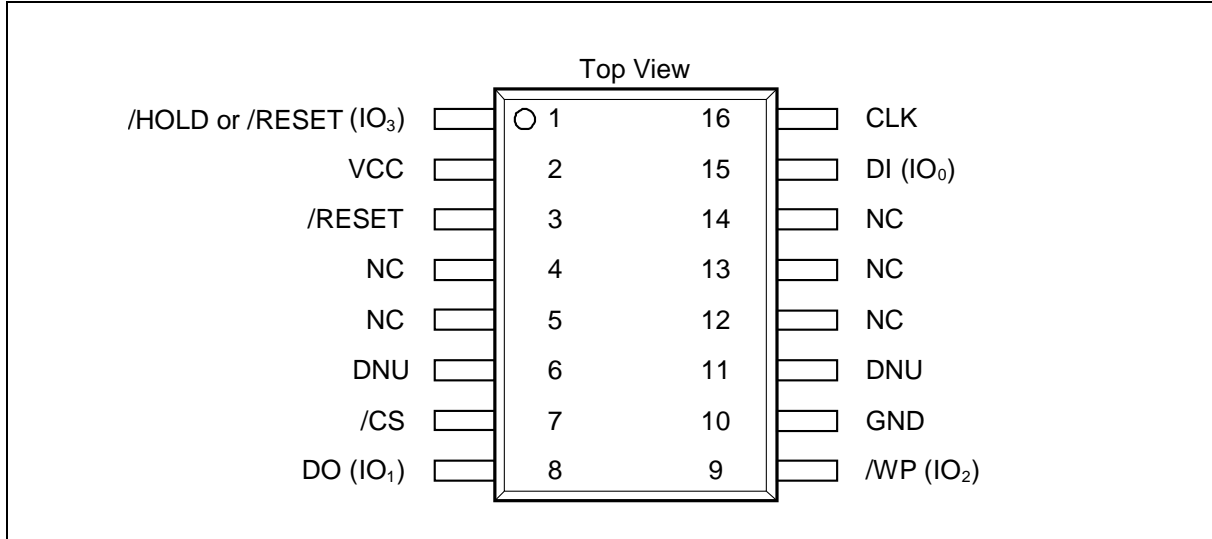 Top View
/HOLD or /RESET (IO₃) 1 16 CLK
VCC 2 15 DI (IO₀)
/RESET 3 14 NC
NC 4 13 NC
NC 5 12 NC
DNU 6 11 DNU
/CS 7 10 GND
DO (IO₁) 8 9 /WP (IO₂)